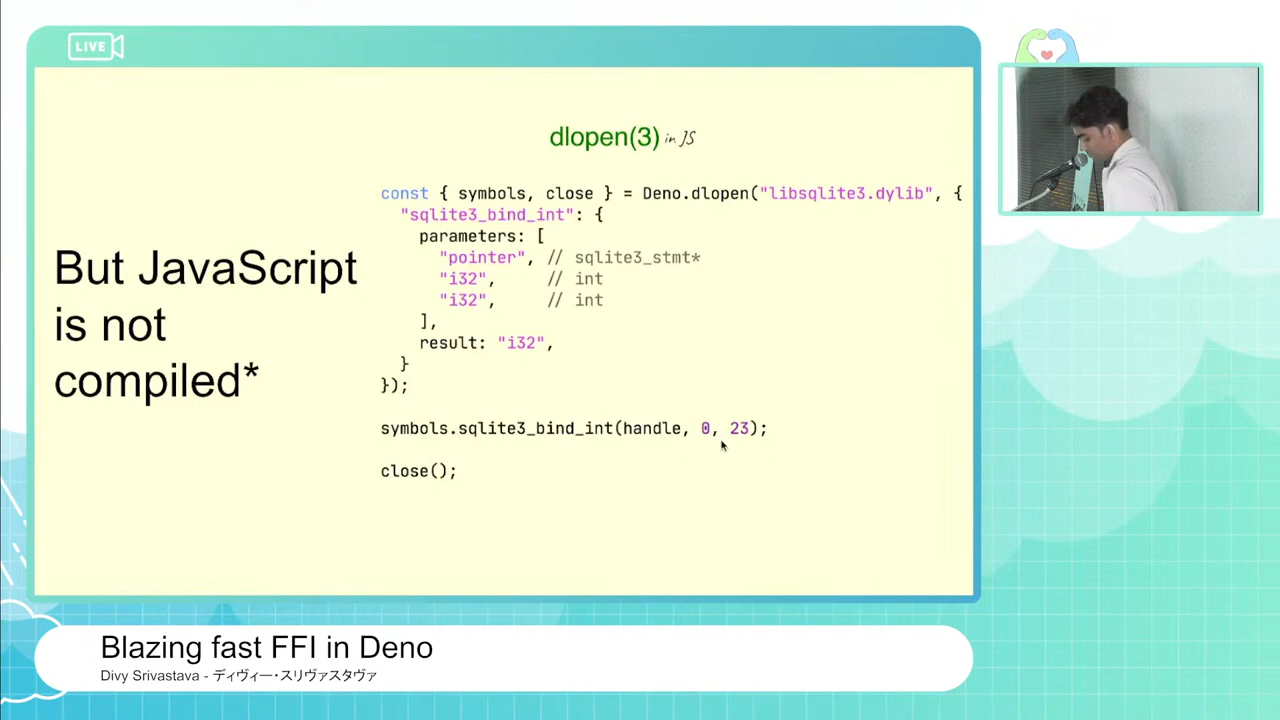 LIVE
dlopen(3) in JS
But JavaScript
is not
compiled*
const { symbols, close } = Deno.dlopen("libsqlite3.dylib", {
  "sqlite3_bind_int": {
    parameters: [
      "pointer", // sqlite3_stmt*
      "i32",     // int
      "i32",     // int
    ],
    result: "i32",
  }
});
symbols.sqlite3_bind_int(handle, 0, 23);
close();
Blazing fast FFI in Deno
Divy Srivastava - ディヴィー・スリヴァスタヴァ